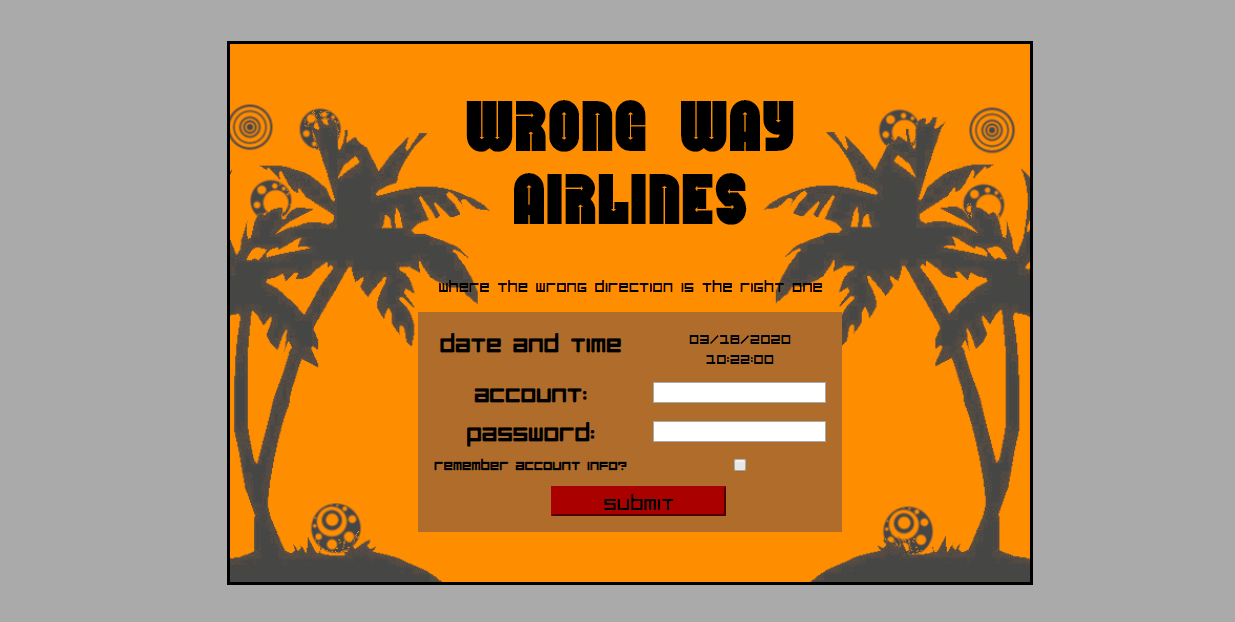 WRONG WAY
AIRLINES
where the wrong direction is the right one
date and time
03/18/2020
10:22:00
account:
password:
remember account info?
submit